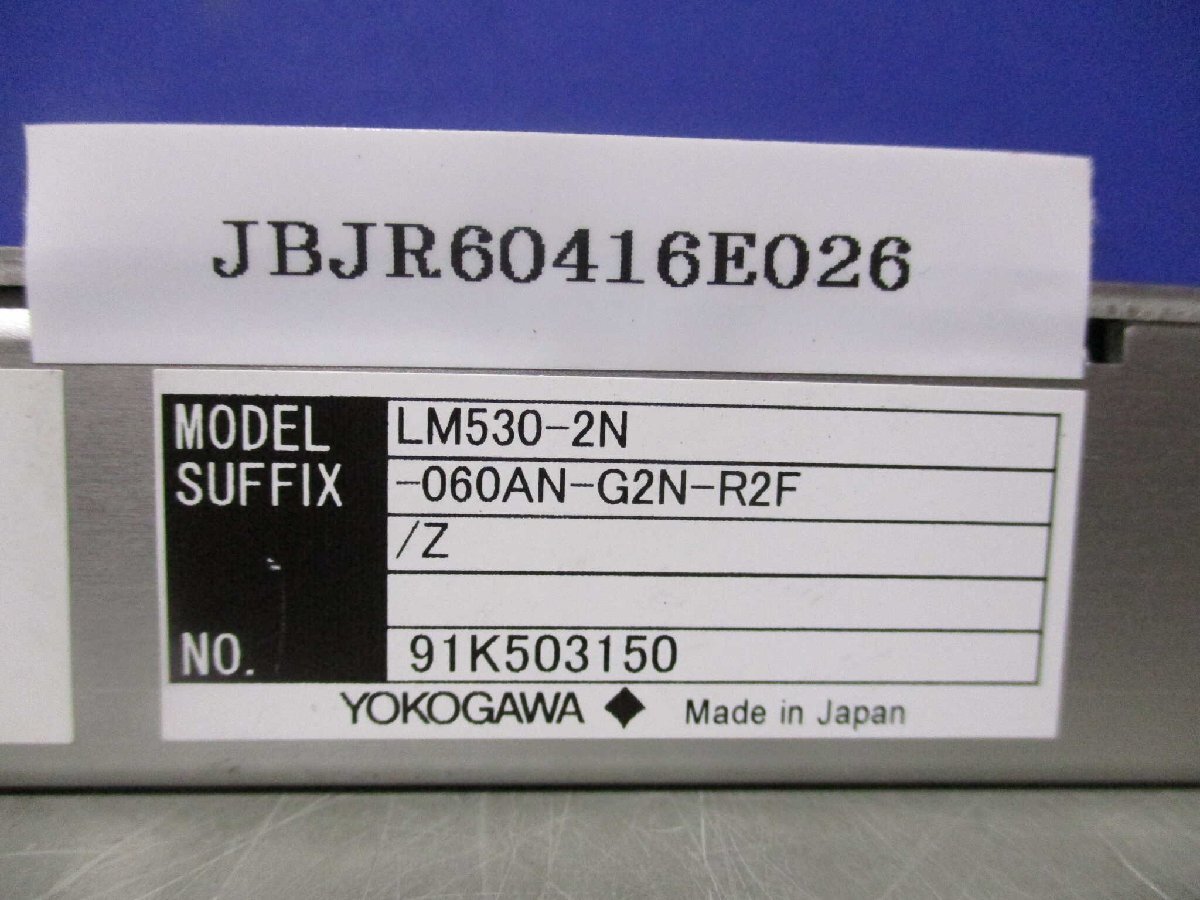 JBJR60416E026
MODEL LM530-2N
SUFFIX -060AN-G2N-R2F
/Z
NO. 91K503150
YOKOGAWA ◆ Made in Japan